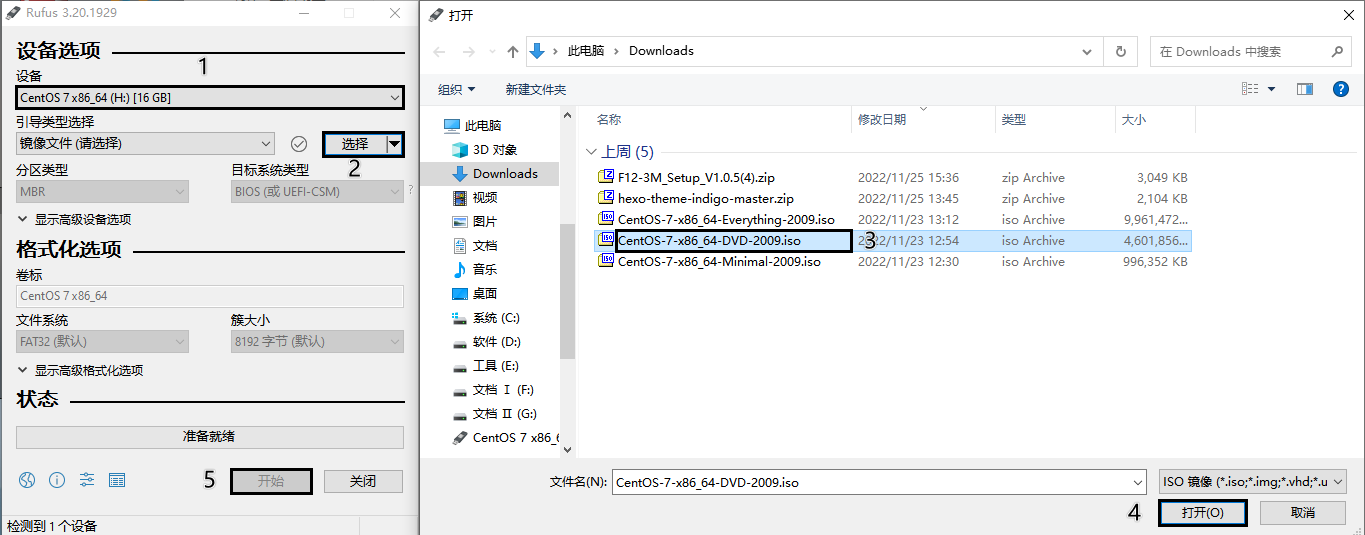 Rufus 3.20.1929
设备选项
1
设备
CentOS 7 x86_64 (H:) [16 GB]
引导类型选择
镜像文件 (请选择)
选择
2
分区类型
目标系统类型
MBR
BIOS (或 UEFI-CSM)
?
显示高级设备选项
格式化选项
卷标
CentOS 7 x86_64
文件系统
簇大小
FAT32 (默认)
8192 字节 (默认)
显示高级格式化选项
状态
准备就绪
5
开始
关闭
检测到 1 个设备
打开
此电脑
Downloads
在 Downloads 中搜索
组织
新建文件夹
?
此电脑
3D 对象
Downloads
视频
图片
文档
音乐
桌面
系统 (C:)
软件 (D:)
工具 (E:)
文档 Ⅰ (F:)
文档 Ⅱ (G:)
CentOS 7 x86_6
名称 修改日期 类型 大小
上周 (5)
F12-3M_Setup_V1.0.5(4).zip 2022/11/25 15:36 zip Archive 3,049 KB
hexo-theme-indigo-master.zip 2022/11/25 13:45 zip Archive 2,104 KB
CentOS-7-x86_64-Everything-2009.iso 2022/11/23 13:12 iso Archive 9,961,472...
CentOS-7-x86_64-DVD-2009.iso 3 2022/11/23 12:54 iso Archive 4,601,856...
CentOS-7-x86_64-Minimal-2009.iso 2022/11/23 12:30 iso Archive 996,352 KB
文件名(N):
CentOS-7-x86_64-DVD-2009.iso
ISO 镜像 (*.iso;*.img;*.vhd;*.u
4
打开(O)
取消